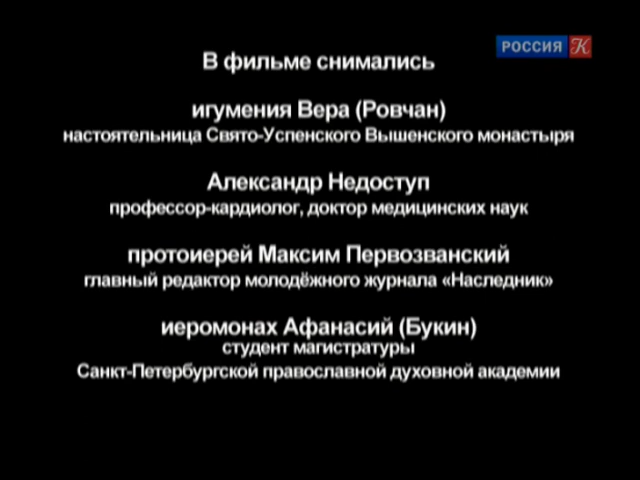 РОССИЯ К
В фильме снимались
игумения Вера (Ровчан)
настоятельница Свято-Успенского Вышенского монастыря
Александр Недоступ
профессор-кардиолог, доктор медицинских наук
протоиерей Максим Первозванский
главный редактор молодёжного журнала «Наследник»
иеромонах Афанасий (Букин)
студент магистратуры
Санкт-Петербургской православной духовной академии